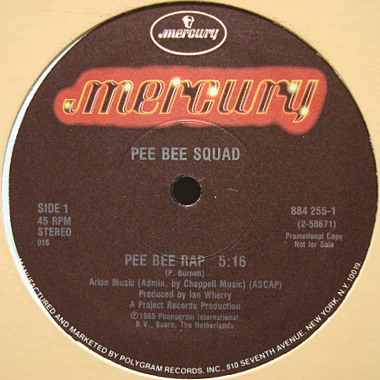 mercury
mercury
PEE BEE SQUAD
SIDE 1
45 RPM
STEREO
016
884 255-1
(2-58671)
Promotional Copy
Not for Sale
PEE BEE RAP 5:16
(P. Burnett)
Arlon Music (Admin. by Chappell Music) (ASCAP)
Produced by Ian Wherry
A Project Records Production
℗1985 Phonogram International
B.V., Baarn, The Netherlands
MANUFACTURED AND MARKETED BY POLYGRAM RECORDS, INC., 810 SEVENTH AVENUE, NEW YORK, N.Y. 10019